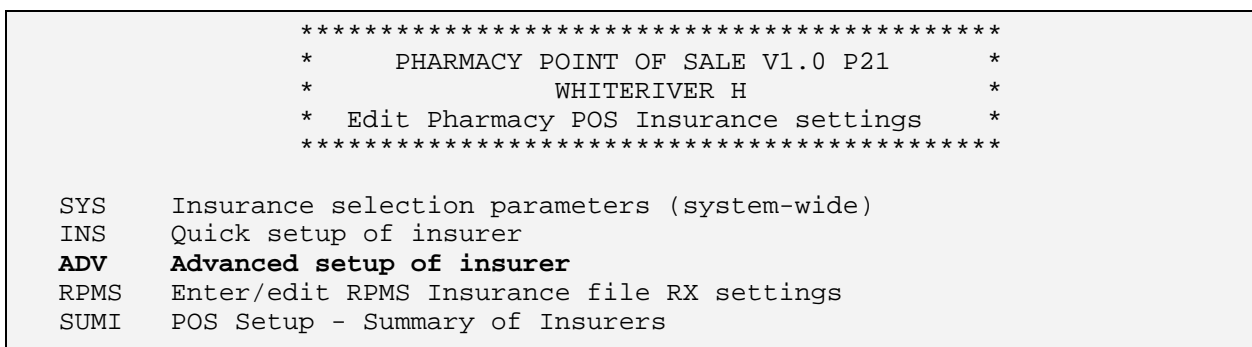 ********************************************
* PHARMACY POINT OF SALE V1.0 P21 *
* WHITERIVER H *
* Edit Pharmacy POS Insurance settings *
********************************************
SYS Insurance selection parameters (system-wide)
INS Quick setup of insurer
ADV Advanced setup of insurer
RPMS Enter/edit RPMS Insurance file RX settings
SUMI POS Setup - Summary of Insurers